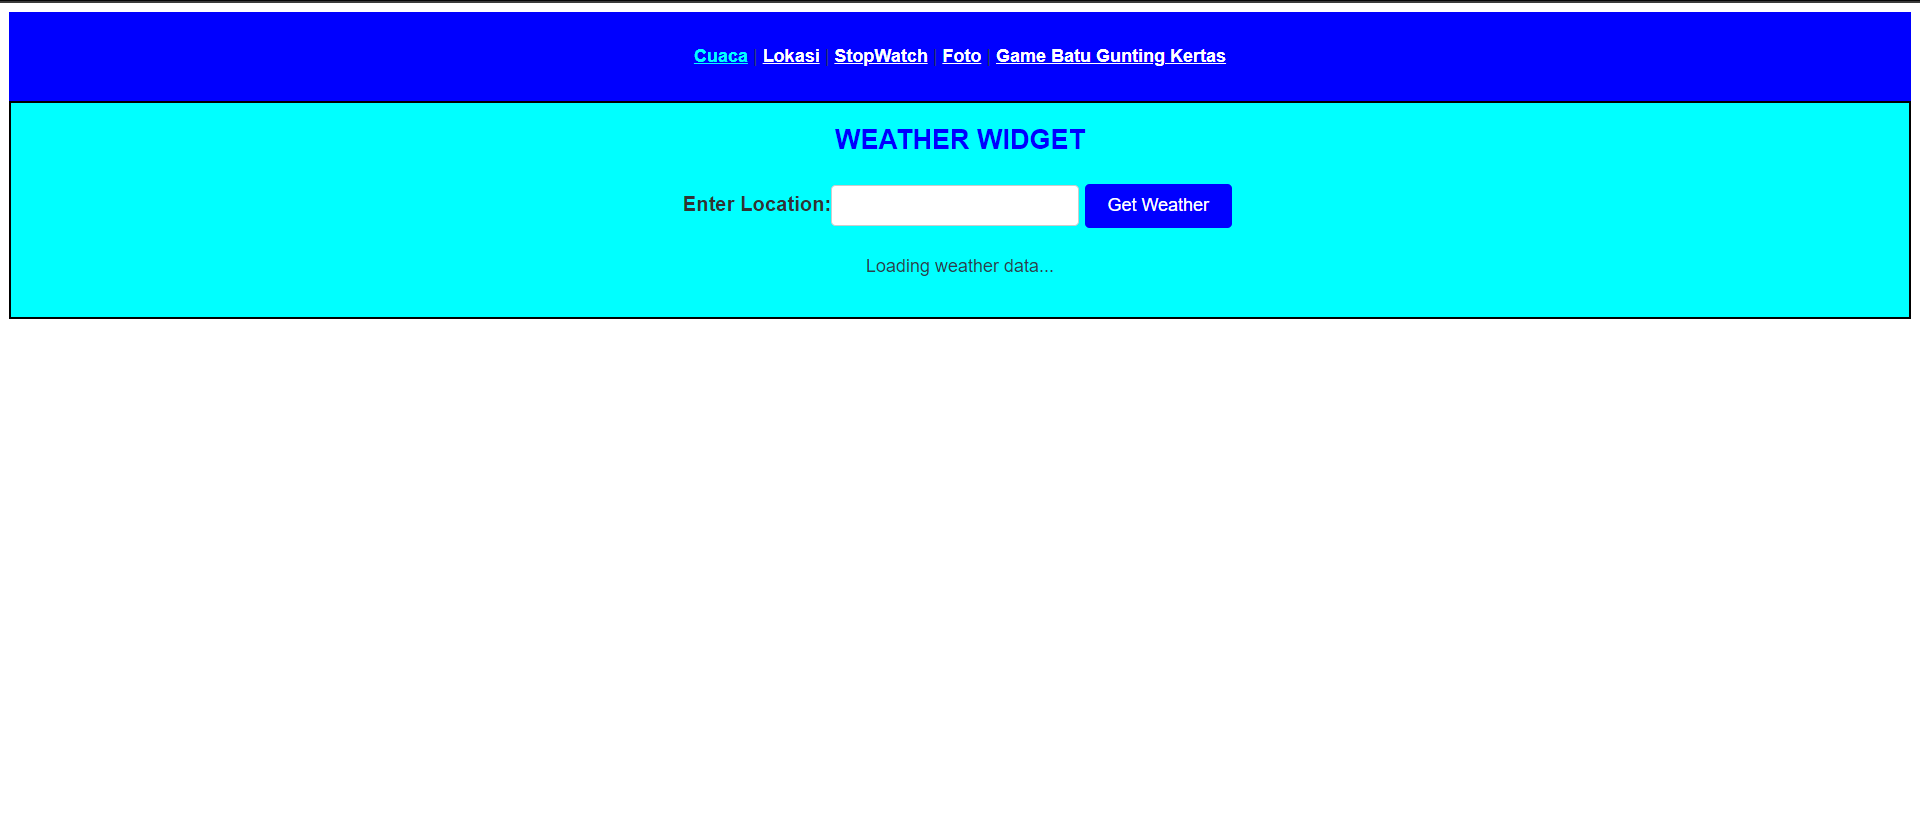 Cuaca | Lokasi | StopWatch | Foto | Game Batu Gunting Kertas
WEATHER WIDGET
Enter Location: Get Weather
Loading weather data...